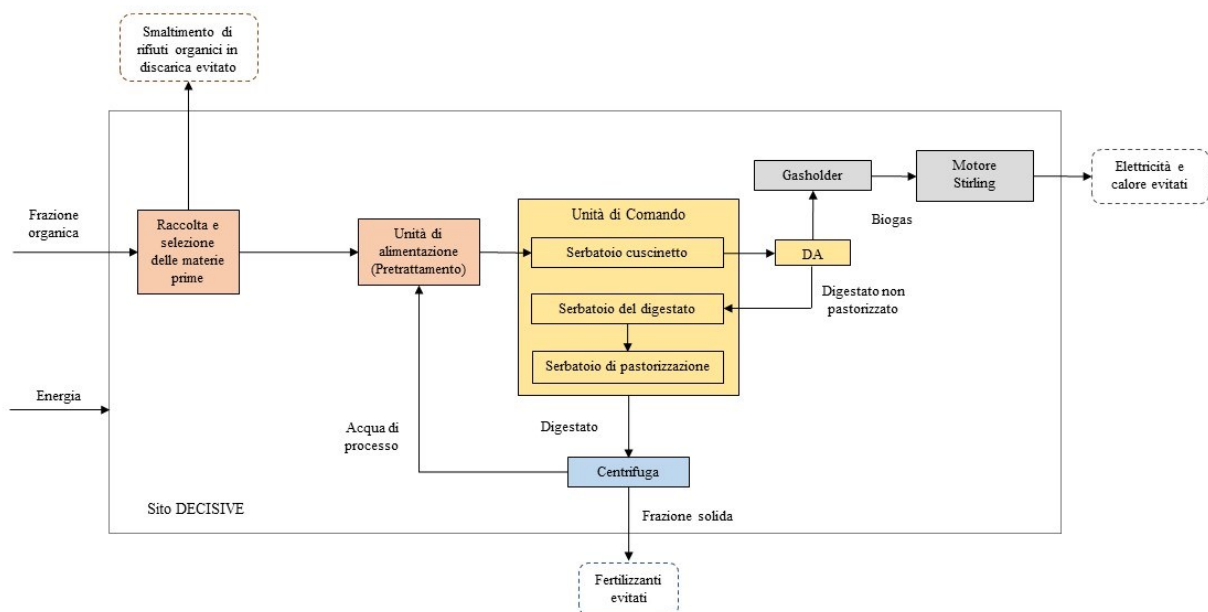 Smaltimento di
rifiuti organici in
discarica evitato
Frazione
organica
Raccolta e
selezione
delle materie
prime
Unità di
alimentazione
(Pretrattamento)
Unità di Comando
Serbatoio cuscinetto
DA
Gasholder
Motore
Stirling
Elettricità e
calore evitati
Biogas
Digestato non
pastorizzato
Serbatoio del digestato
Serbatoio di pastorizzazione
Energia
Acqua di
processo
Digestato
Centrifuga
Sito DECISIVE
Frazione solida
Fertilizzanti
evitati